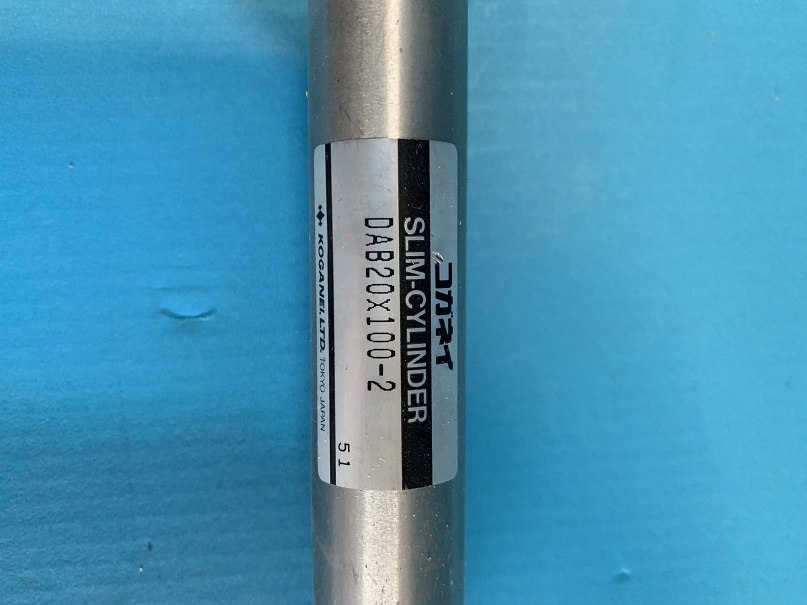 コガネイ
SLIM-CYLINDER
DAB20X100-2
51
KOGANEI, LTD. TOKYO JAPAN